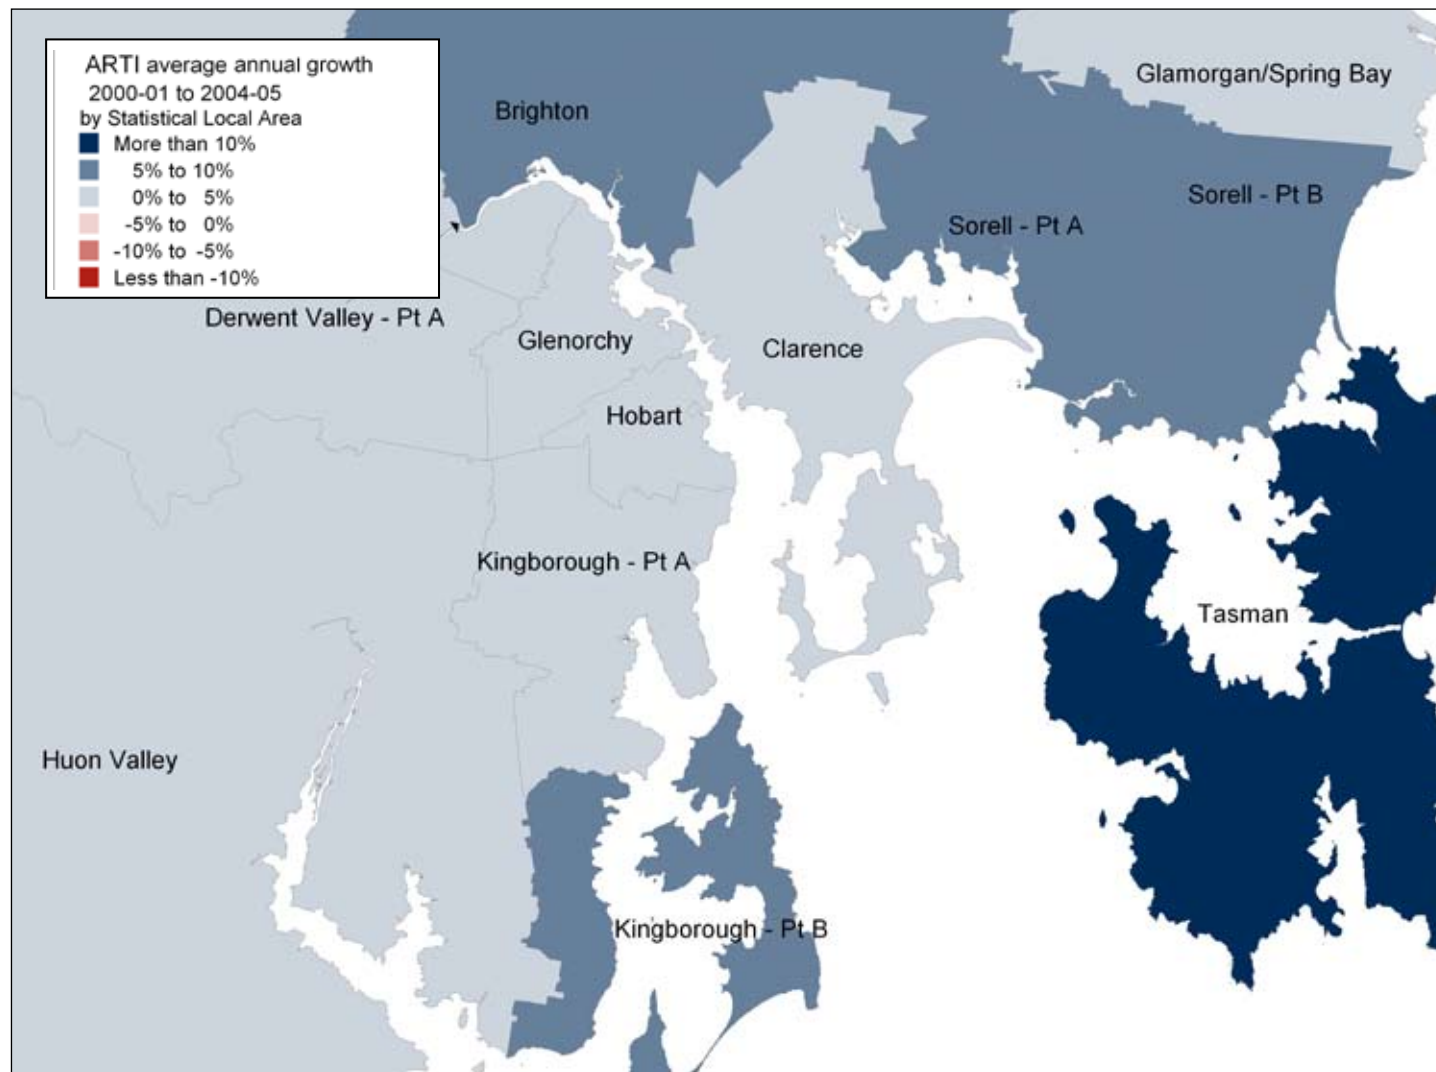 ARTI average annual growth
2000-01 to 2004-05
by Statistical Local Area
More than 10%
5% to 10%
0% to 5%
-5% to 0%
-10% to -5%
Less than -10%
Glamorgan/Spring Bay
Brighton
Sorell - Pt B
Sorell - Pt A
Derwent Valley - Pt A
Glenorchy
Clarence
Hobart
Kingborough - Pt A
Tasman
Huon Valley
Kingborough - Pt B